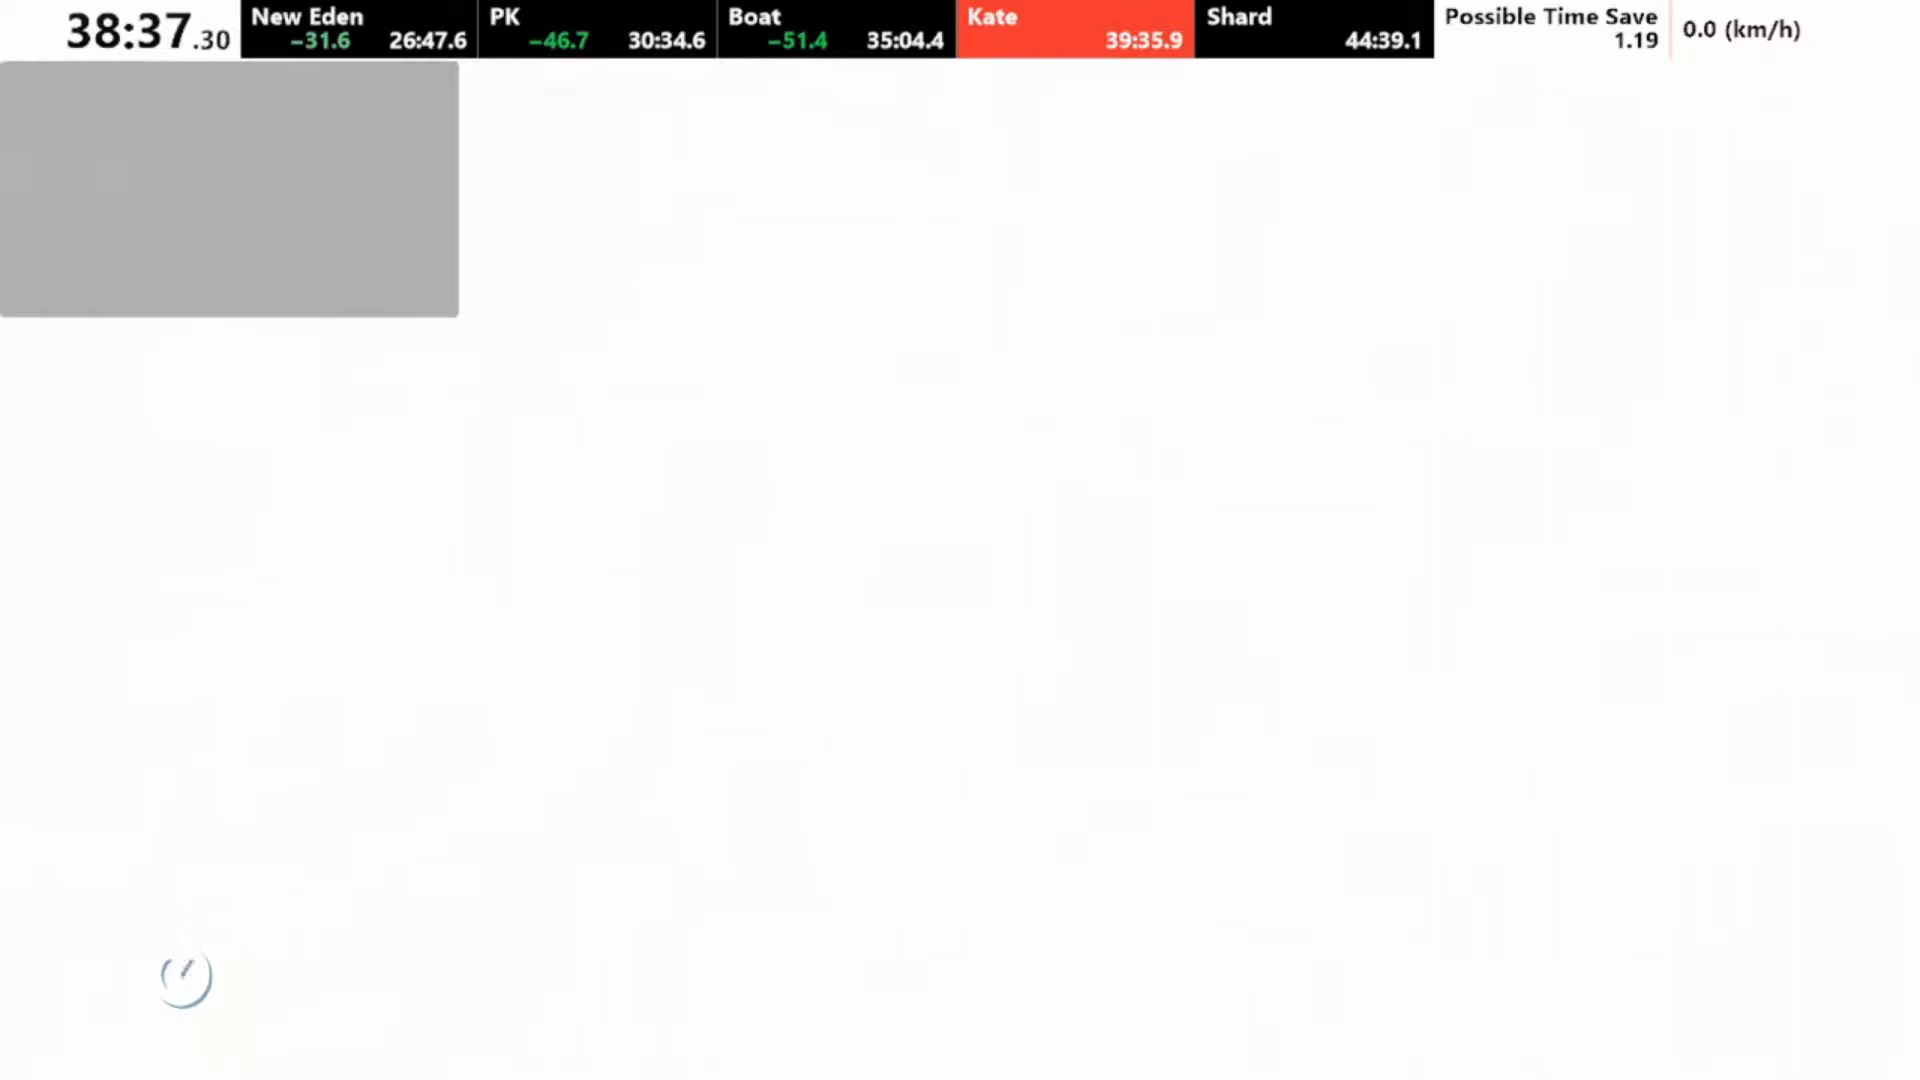 38:37.30
New Eden
−31.6 26:47.6
PK
−46.7 30:34.6
Boat
−51.4 35:04.4
Kate
39:35.9
Shard
44:39.1
Possible Time Save
1.19
0.0 (km/h)